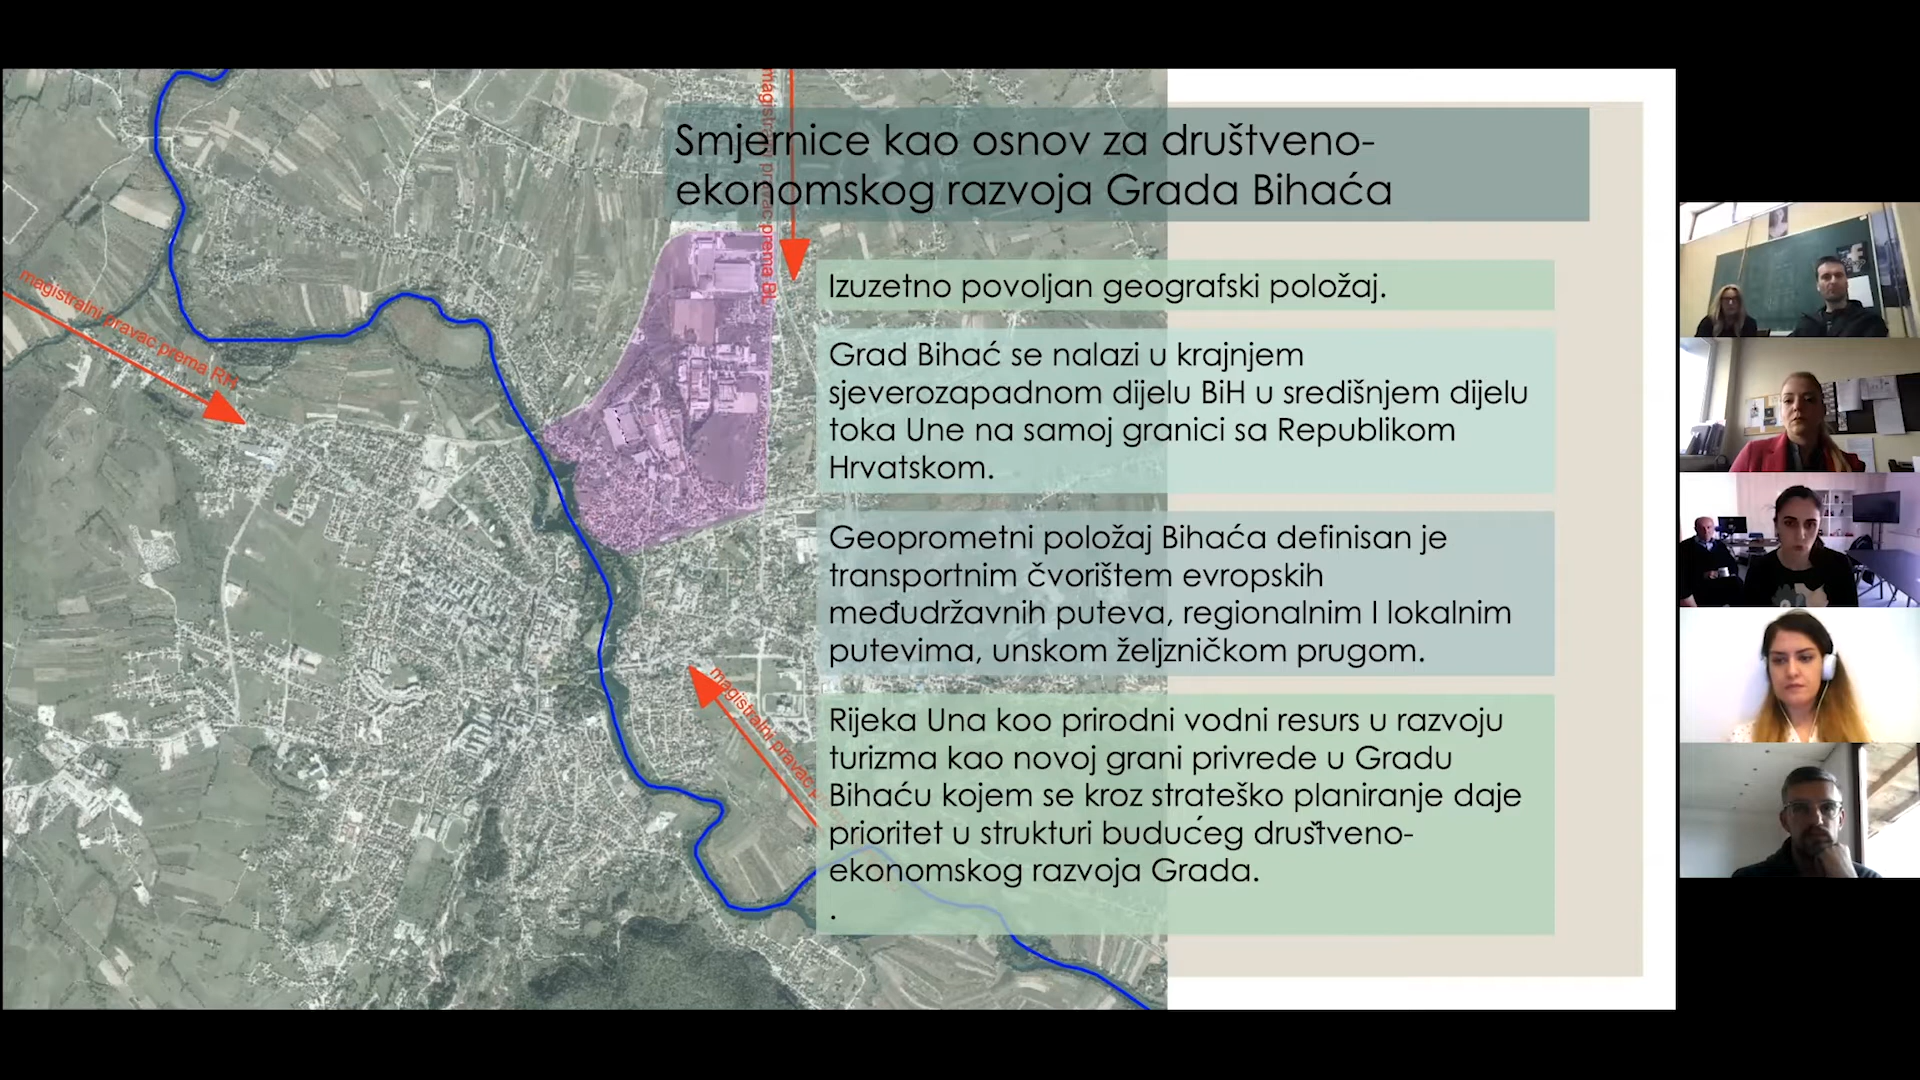 Smjernice kao osnov za društveno-
ekonomskog razvoja Grada Bihaća
magistralni pravac prema BL
magistralni pravac prema RH
Izuzetno povoljan geografski položaj.
Grad Bihać se nalazi u krajnjem
sjeverozapadnom dijelu BiH u središnjem dijelu
toka Une na samoj granici sa Republikom
Hrvatskom.
Geoprometni položaj Bihaća definisan je
transportnim čvorištem evropskih
međudržavnih puteva, regionalnim I lokalnim
putevima, unskom željzničkom prugom.
magistralni pravac
Rijeka Una koo prirodni vodni resurs u razvoju
turizma kao novoj grani privrede u Gradu
Bihaću kojem se kroz strateško planiranje daje
prioritet u strukturi budućeg društveno-
ekonomskog razvoja Grada.
.